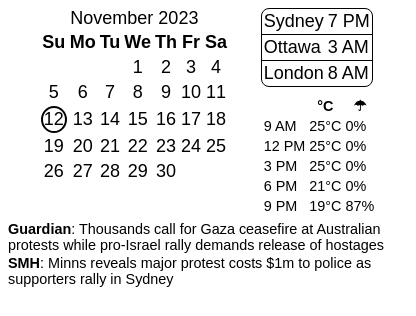 November 2023
Su Mo Tu We Th Fr Sa
1 2 3 4
5 6 7 8 9 10 11
12 13 14 15 16 17 18
19 20 21 22 23 24 25
26 27 28 29 30
Sydney 7 PM
Ottawa 3 AM
London 8 AM
°C ☂
9 AM 25°C 0%
12 PM 25°C 0%
3 PM 25°C 0%
6 PM 21°C 0%
9 PM 19°C 87%
Guardian: Thousands call for Gaza ceasefire at Australian
protests while pro-Israel rally demands release of hostages
SMH: Minns reveals major protest costs $1m to police as
supporters rally in Sydney